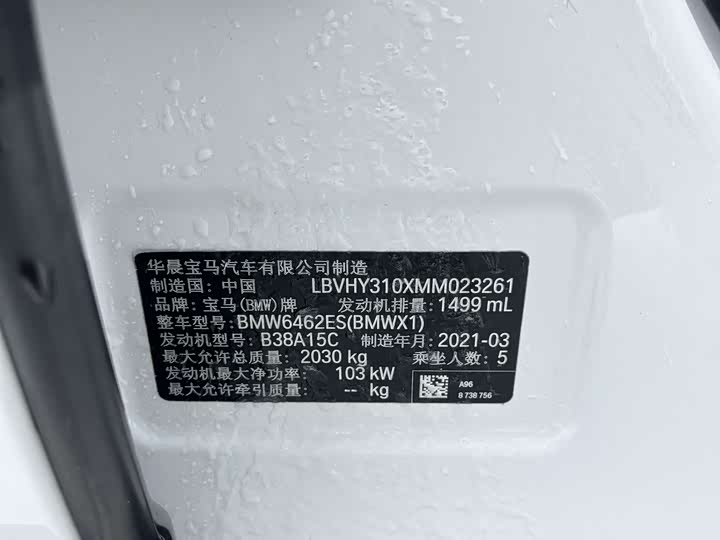 华晨宝马汽车有限公司制造
制造国: 中国 LBVHY310XMM023261
品牌: 宝马(BMW)牌 发动机排量: 1499 mL
整车型号: BMW6462ES(BMWX1)
发动机型号: B38A15C 制造年月: 2021-03
最大允许总质量: 2030 kg 乘坐人数: 5
发动机最大净功率: 103 kW
最大允许牵引质量: -- kg
A96
8 738 756